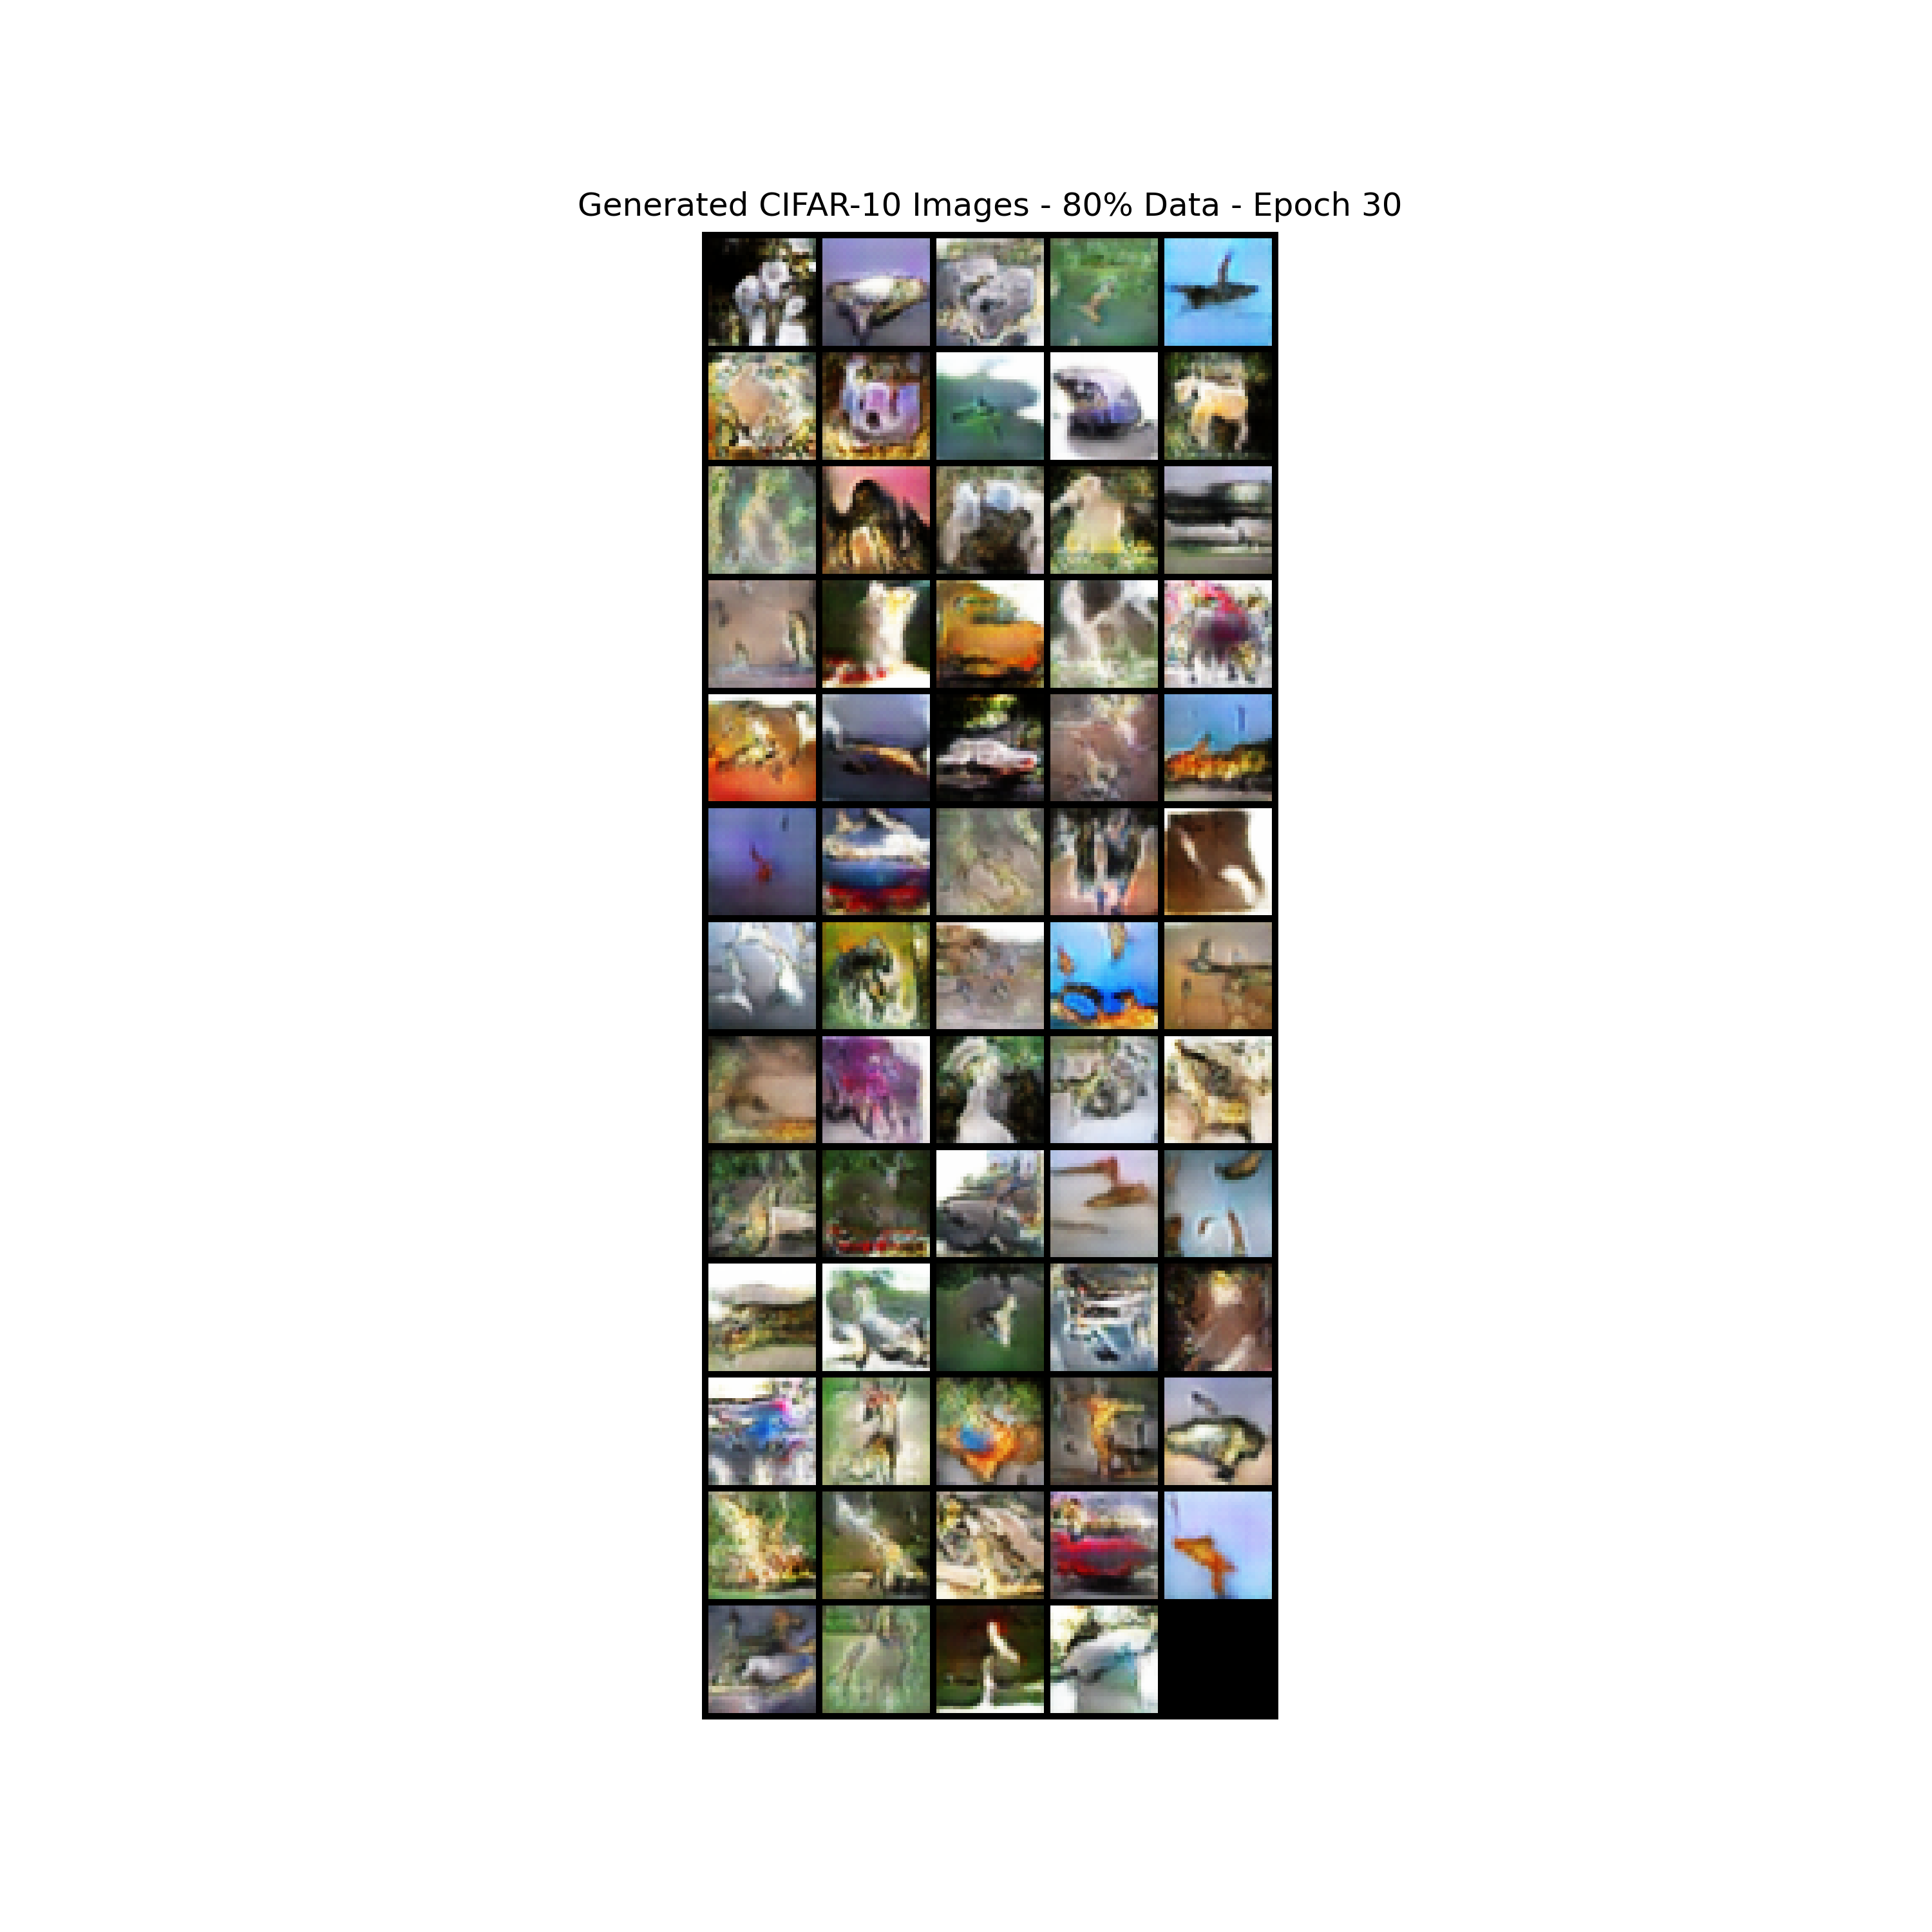 Generated CIFAR-10 Images - 80% Data - Epoch 30